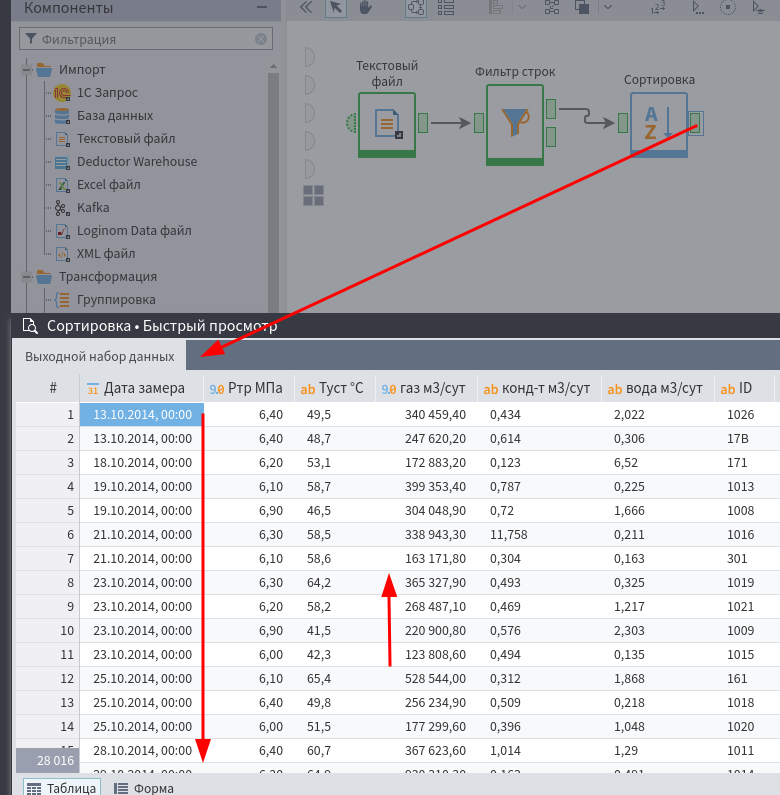 Компоненты
Фильтрация
Импорт
1С Запрос
База данных
Текстовый файл
Deductor Warehouse
Excel файл
Kafka
Loginom Data файл
XML файл
Трансформация
Группировка
Текстовый
файл
Фильтр строк
Сортировка
A
Z
Сортировка • Быстрый просмотр
Выходной набор данных
# 31 Дата замера 9.0 Ртр МПа ab Туст °C 9.0 газ м3/сут ab конд-т м3/сут ab вода м3/сут ab ID
1 13.10.2014, 00:00 6,40 49,5 340 459,40 0,434 2,022 1026
2 13.10.2014, 00:00 6,40 48,7 247 620,20 0,614 0,306 17В
3 18.10.2014, 00:00 6,20 53,1 172 883,20 0,123 6,52 171
4 19.10.2014, 00:00 6,10 58,7 399 353,40 0,787 0,225 1013
5 19.10.2014, 00:00 6,90 46,5 304 048,90 0,72 1,666 1008
6 21.10.2014, 00:00 6,30 58,5 338 943,30 11,758 0,211 1016
7 21.10.2014, 00:00 6,10 58,6 163 171,80 0,304 0,163 301
8 23.10.2014, 00:00 6,30 64,2 365 327,90 0,493 0,325 1019
9 23.10.2014, 00:00 6,20 58,2 268 487,10 0,469 1,217 1021
10 23.10.2014, 00:00 6,90 41,5 220 900,80 0,576 2,303 1009
11 23.10.2014, 00:00 6,00 42,3 123 808,60 0,494 0,135 1015
12 25.10.2014, 00:00 6,10 65,4 528 544,00 0,312 1,868 161
13 25.10.2014, 00:00 6,40 49,8 256 234,90 0,509 0,218 1018
14 25.10.2014, 00:00 6,00 51,5 177 299,60 0,396 1,048 1020
15 28.10.2014, 00:00 6,40 60,7 367 623,60 1,014 1,29 1011
28 016
Таблица Форма